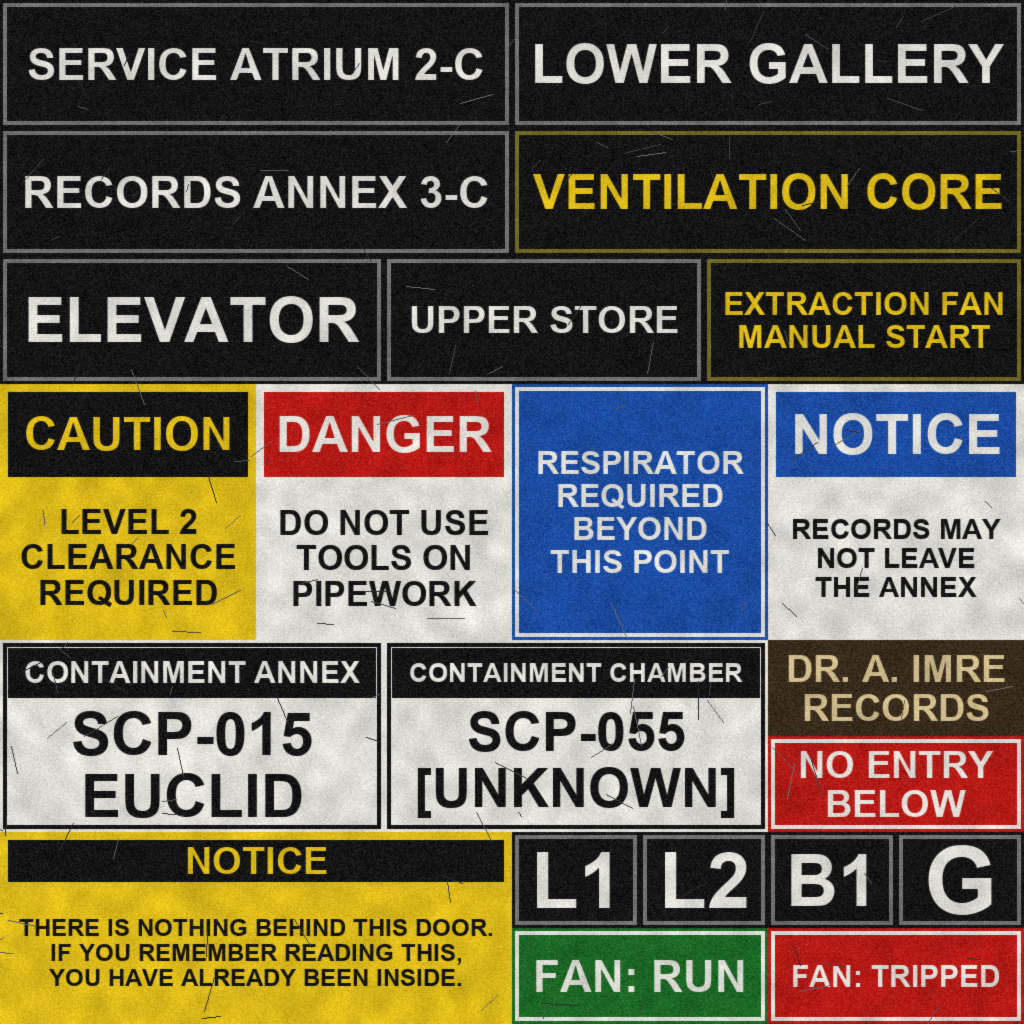 SERVICE ATRIUM 2-C
LOWER GALLERY
RECORDS ANNEX 3-C
VENTILATION CORE
ELEVATOR
UPPER STORE
EXTRACTION FAN
MANUAL START
CAUTION
LEVEL 2
CLEARANCE
REQUIRED
DANGER
DO NOT USE
TOOLS ON
PIPEWORK
RESPIRATOR
REQUIRED
BEYOND
THIS POINT
NOTICE
RECORDS MAY
NOT LEAVE
THE ANNEX
CONTAINMENT ANNEX
SCP-015
EUCLID
CONTAINMENT CHAMBER
SCP-055
[UNKNOWN]
DR. A. IMRE
RECORDS
NO ENTRY
BELOW
NOTICE
THERE IS NOTHING BEHIND THIS DOOR.
IF YOU REMEMBER READING THIS,
YOU HAVE ALREADY BEEN INSIDE.
L1
L2
B1
G
FAN: RUN
FAN: TRIPPED